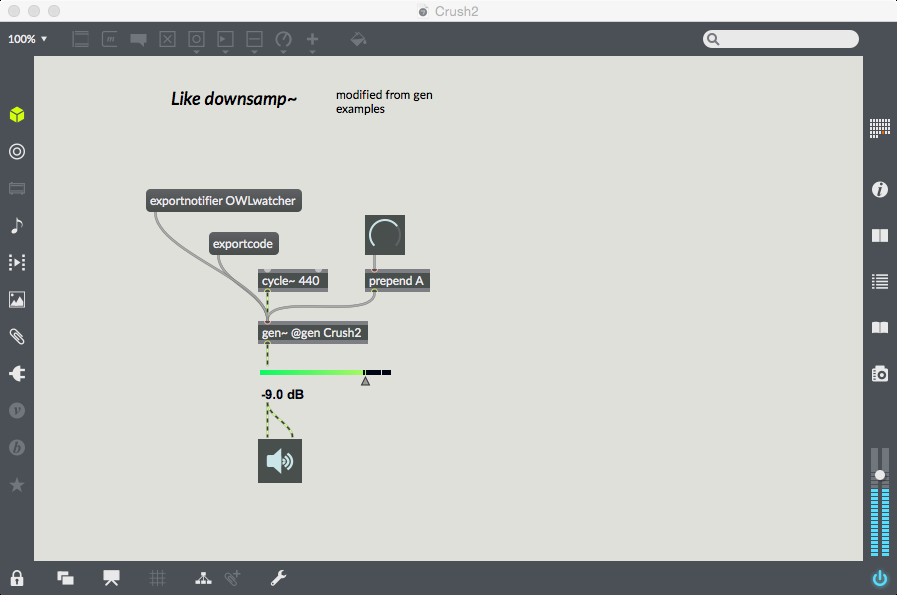 Crush2
100%
Like downsamp~
modified from gen
examples
exportnotifier OWLwatcher
exportcode
cycle~ 440
prepend A
gen~ @gen Crush2
-9.0 dB